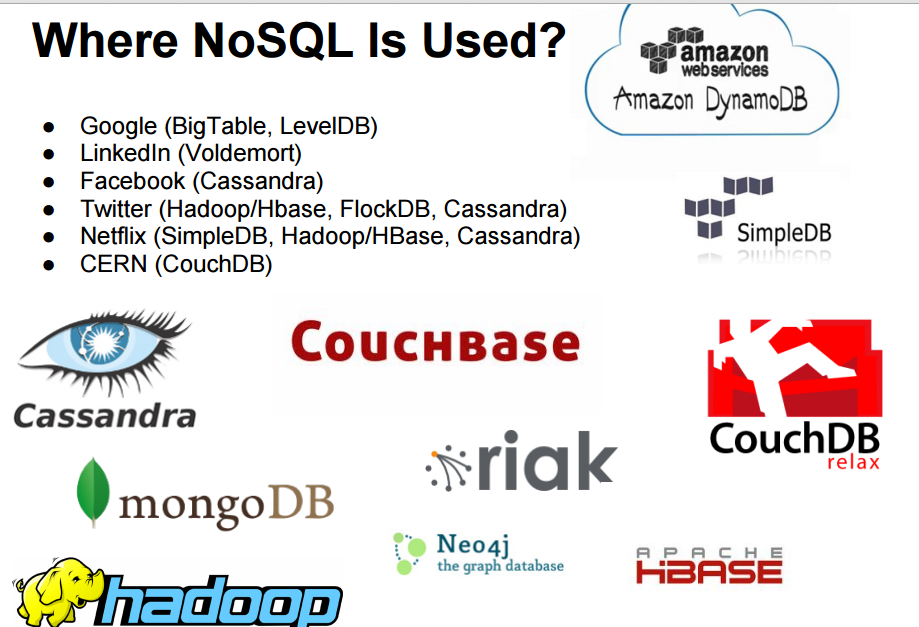 Where NoSQL Is Used?
amazon
webservices
Amazon DynamoDB
● Google (BigTable, LevelDB)
● LinkedIn (Voldemort)
● Facebook (Cassandra)
● Twitter (Hadoop/Hbase, FlockDB, Cassandra)
● Netflix (SimpleDB, Hadoop/HBase, Cassandra)
● CERN (CouchDB)
SimpleDB
Cassandra
Couchbase
CouchDB
relax
riak
mongoDB
Neo4j
the graph database
APACHE
HBASE
hadoop